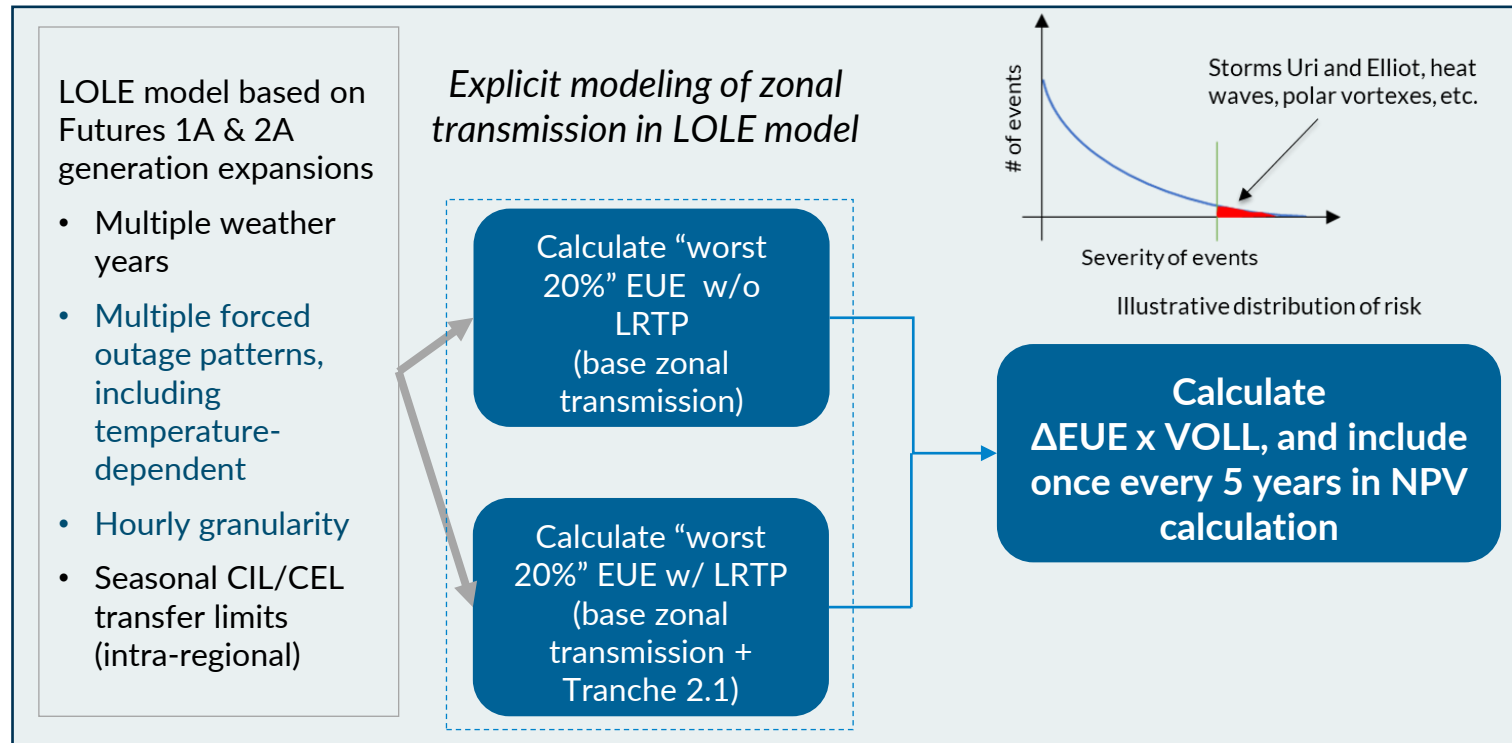 LOLE model based on
Futures 1A & 2A
generation expansions
• Multiple weather
years
• Multiple forced
outage patterns,
including
temperature-
dependent
• Hourly granularity
• Seasonal CIL/CEL
transfer limits
(intra-regional)
Explicit modeling of zonal
transmission in LOLE model
Calculate “worst
20%” EUE w/o
LRTP
(base zonal
transmission)
Calculate “worst
20%” EUE w/ LRTP
(base zonal
transmission +
Tranche 2.1)
# of events
Storms Uri and Elliot, heat
waves, polar vortexes, etc.
Severity of events
Illustrative distribution of risk
Calculate
ΔEUE x VOLL, and include
once every 5 years in NPV
calculation